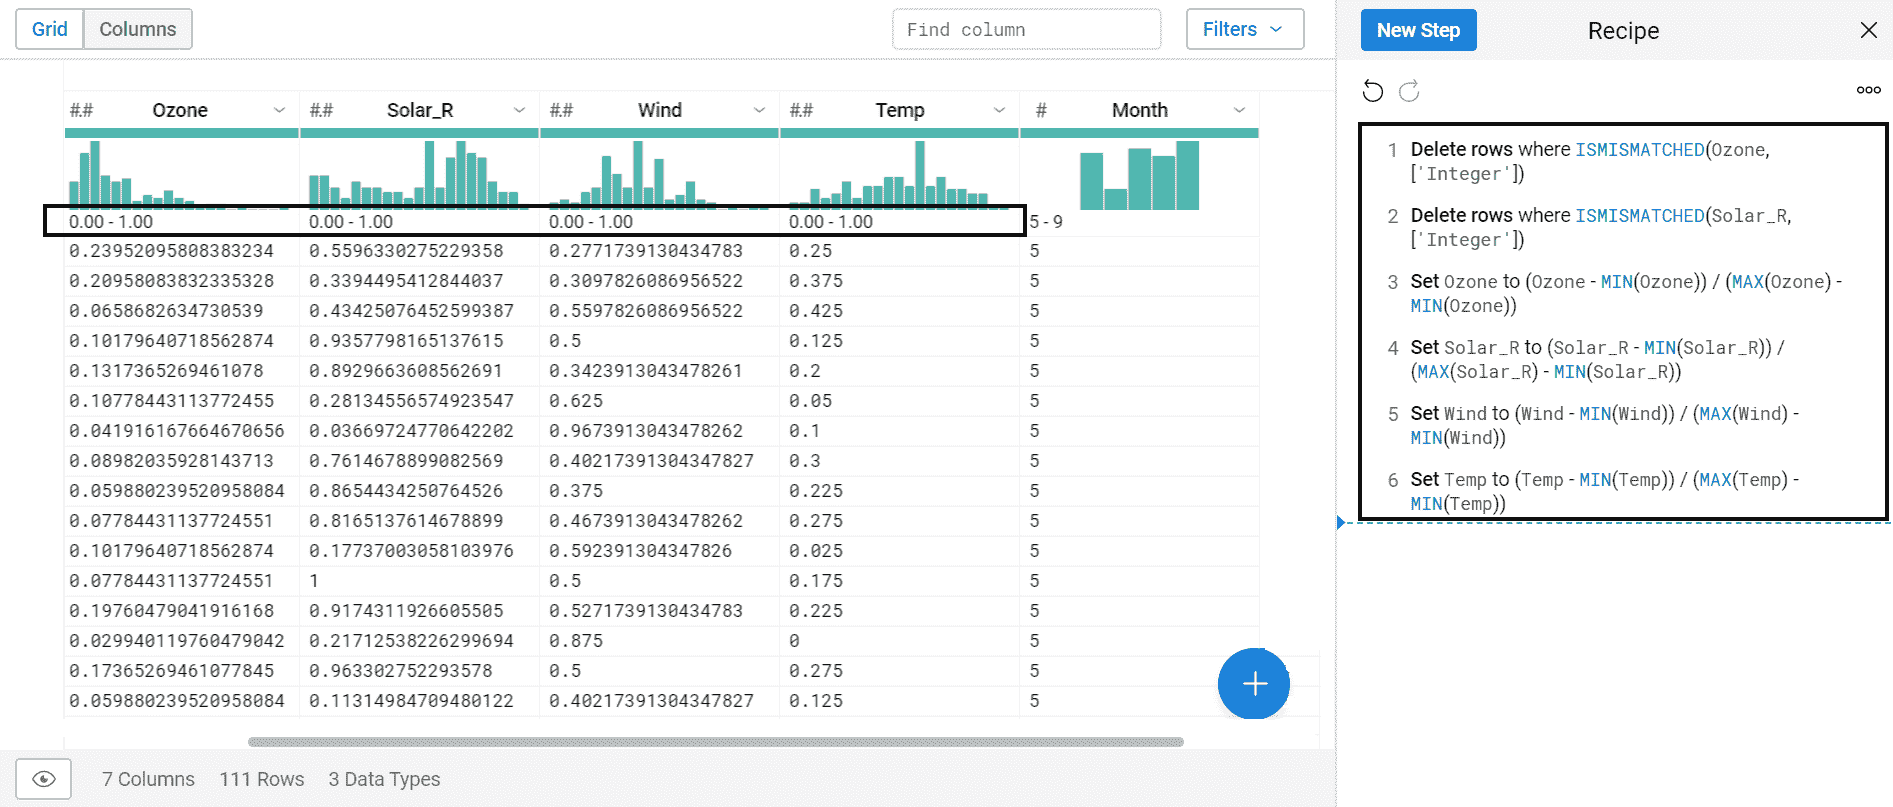 Grid Columns Find column Filters New Step Recipe
## Ozone ## Solar_R ## Wind ## Temp # Month
0.00 - 1.00 0.00 - 1.00 0.00 - 1.00 0.00 - 1.00 5 - 9
0.23952095808383234 0.5596330275229358 0.2771739130434783 0.25 5
0.20958083832335328 0.3394495412844037 0.3097826086956522 0.375 5
0.0658682634730539 0.43425076452599387 0.5597826086956522 0.425 5
0.10179640718562874 0.9357798165137615 0.5 0.125 5
0.1317365269461078 0.8929663608562691 0.3423913043478261 0.2 5
0.10778443113772455 0.28134556574923547 0.625 0.05 5
0.041916167664670656 0.03669724770642202 0.9673913043478262 0.1 5
0.08982035928143713 0.7614678899082569 0.40217391304347827 0.3 5
0.059880239520958084 0.8654434250764526 0.375 0.225 5
0.07784431137724551 0.8165137614678899 0.4673913043478262 0.275 5
0.10179640718562874 0.17737003058103976 0.592391304347826 0.025 5
0.07784431137724551 1 0.5 0.175 5
0.19760479041916168 0.9174311926605505 0.5271739130434783 0.225 5
0.029940119760479042 0.21712538226299694 0.875 0 5
0.17365269461077845 0.963302752293578 0.5 0.275 5
0.059880239520958084 0.11314984709480122 0.40217391304347827 0.125 5
7 Columns 111 Rows 3 Data Types
1 Delete rows where ISMISMATCHED(Ozone,
['Integer'])
2 Delete rows where ISMISMATCHED(Solar_R,
['Integer'])
3 Set Ozone to (Ozone - MIN(Ozone)) / (MAX(Ozone) -
MIN(Ozone))
4 Set Solar_R to (Solar_R - MIN(Solar_R)) /
(MAX(Solar_R) - MIN(Solar_R))
5 Set Wind to (Wind - MIN(Wind)) / (MAX(Wind) -
MIN(Wind))
6 Set Temp to (Temp - MIN(Temp)) / (MAX(Temp) -
MIN(Temp))